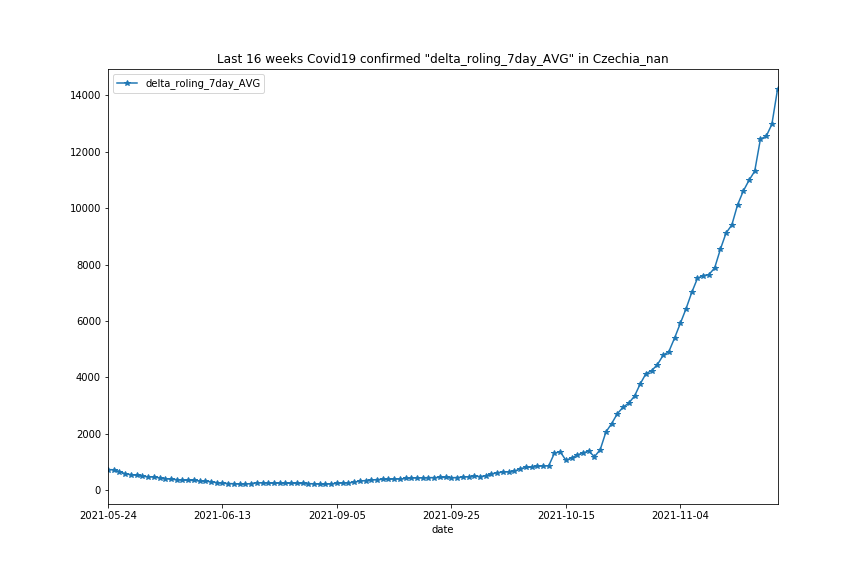 Last 16 weeks Covid19 confirmed "delta_roling_7day_AVG" in Czechia_nan
delta_roling_7day_AVG
14000
12000
10000
8000
6000
4000
2000
0
2021-05-24 2021-06-13 2021-09-05 2021-09-25 2021-10-15 2021-11-04
date